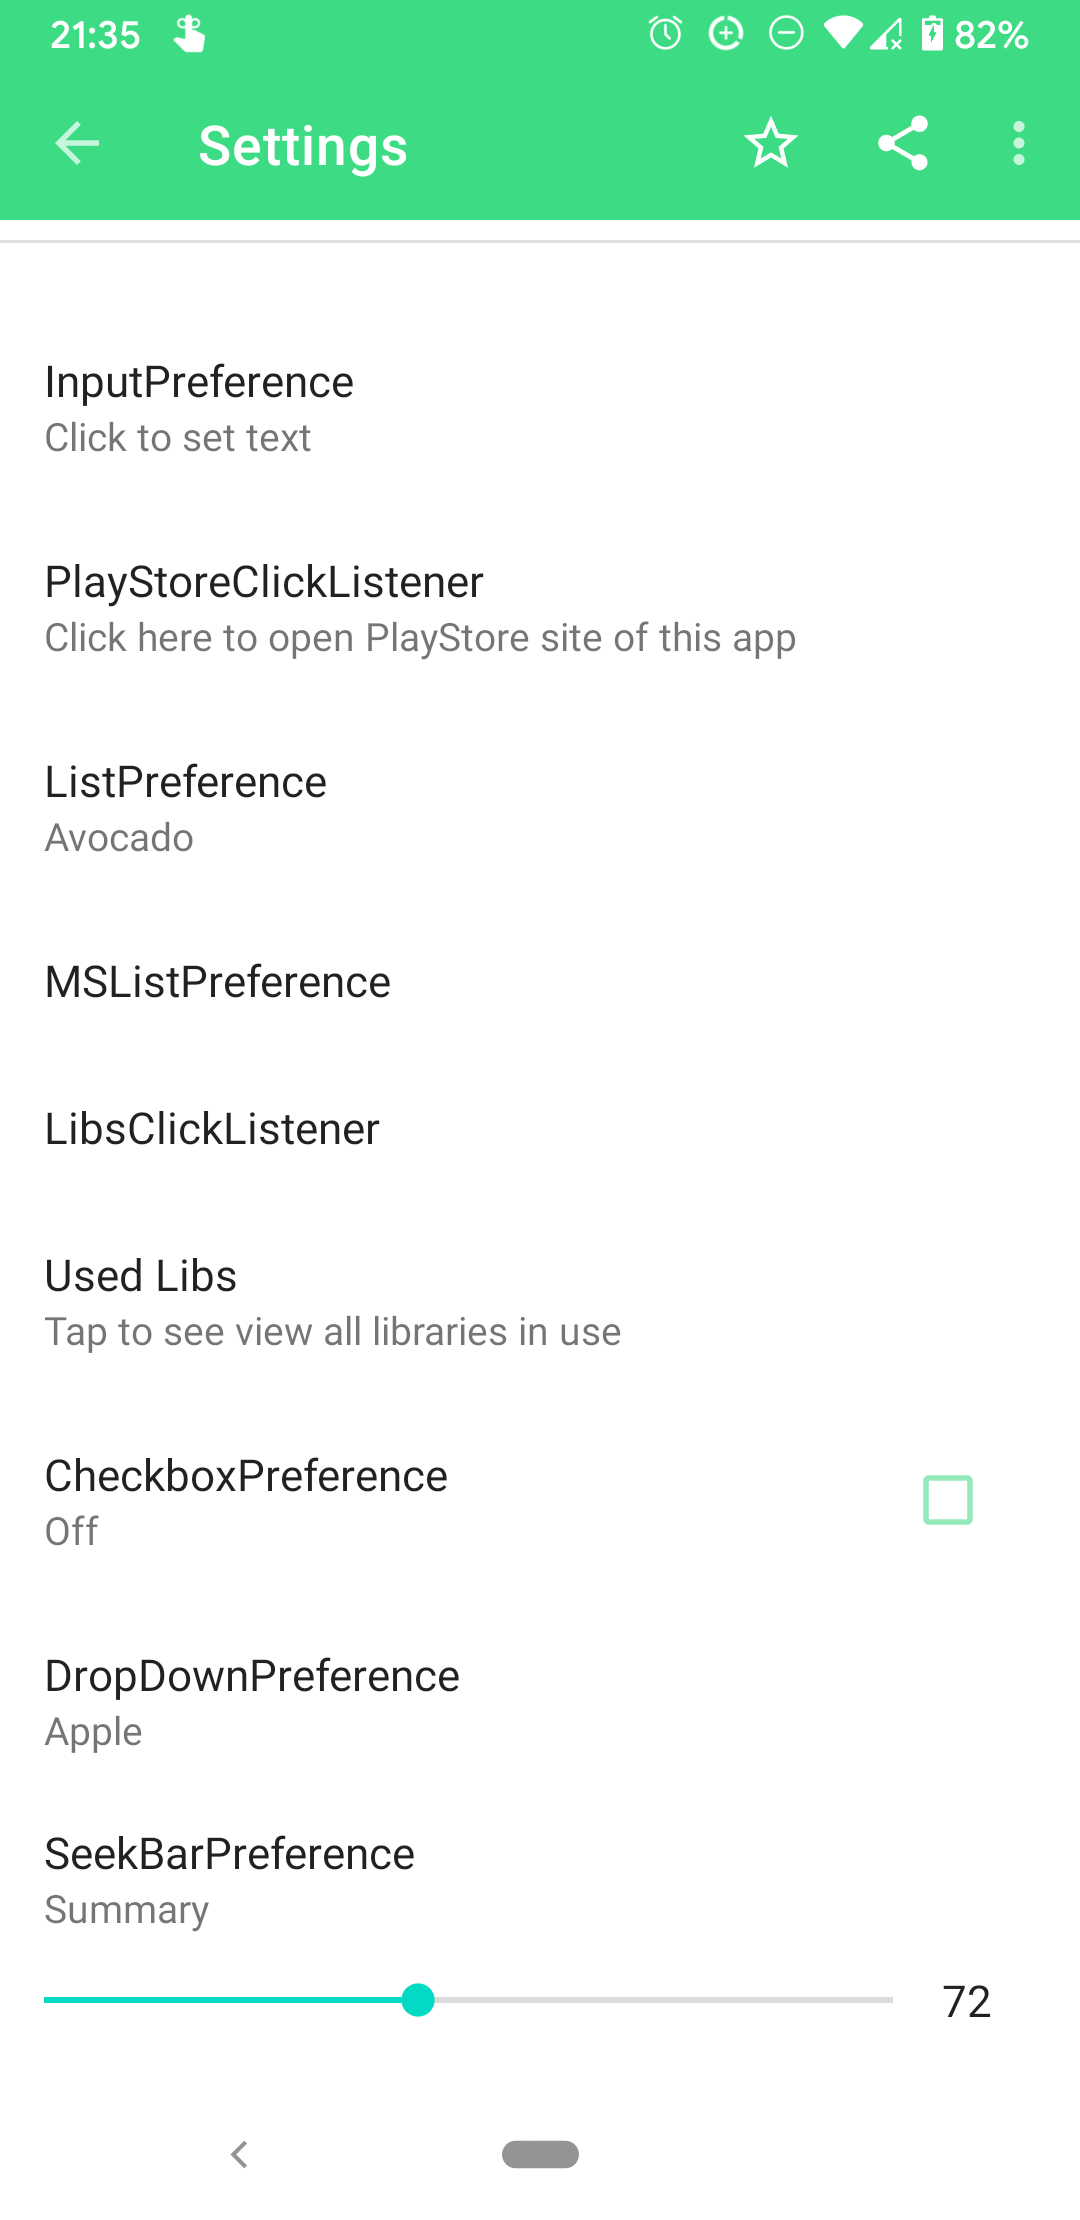 21:35
82%
Settings
InputPreference
Click to set text
PlayStoreClickListener
Click here to open PlayStore site of this app
ListPreference
Avocado
MSListPreference
LibsClickListener
Used Libs
Tap to see view all libraries in use
CheckboxPreference
Off
DropDownPreference
Apple
SeekBarPreference
Summary
72